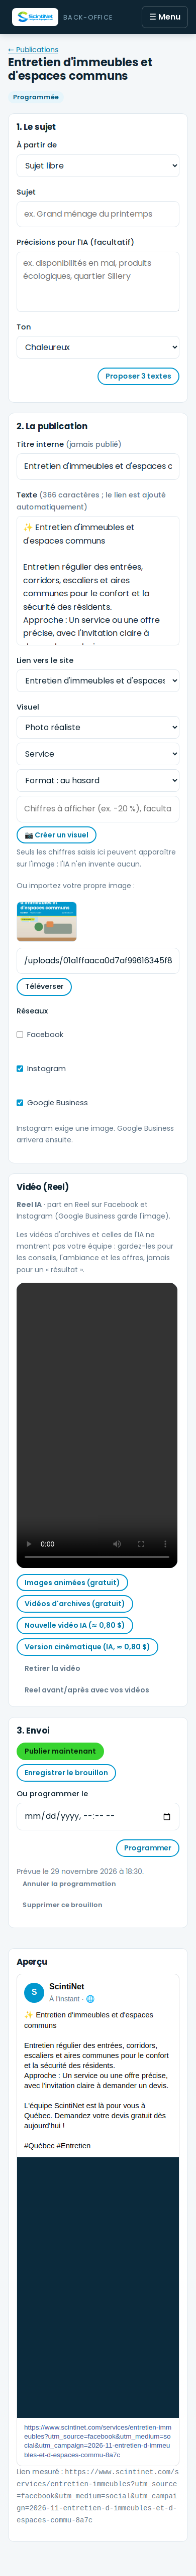 ScintiNet
BACK-OFFICE
☰ Menu
← Publications
Entretien d'immeubles et
d'espaces communs
Programmée
1. Le sujet
À partir de
Sujet libre
Sujet
ex. Grand ménage du printemps
Précisions pour l'IA (facultatif)
ex. disponibilités en mai, produits
écologiques, quartier Sillery
Ton
Chaleureux
Proposer 3 textes
2. La publication
Titre interne (jamais publié)
Entretien d'immeubles et d'espaces c
Texte (366 caractères ; le lien est ajouté
automatiquement)
✨ Entretien d'immeubles et
d'espaces communs
Entretien régulier des entrées,
corridors, escaliers et aires
communes pour le confort et la
sécurité des résidents.
Approche : Un service ou une offre
précise, avec l'invitation claire à
Lien vers le site
Entretien d'immeubles et d'espaces
Visuel
Photo réaliste
Service
Format : au hasard
Chiffres à afficher (ex. -20 %), faculta
📷 Créer un visuel
Seuls les chiffres saisis ici peuvent apparaître
sur l'image : l'IA n'en invente aucun.
Ou importez votre propre image :
d'espaces communs
/uploads/01a1ffaaca0d7af99616345f8
Téléverser
Réseaux
Facebook
Instagram
Google Business
Instagram exige une image. Google Business
arrivera ensuite.
Vidéo (Reel)
Reel IA · part en Reel sur Facebook et
Instagram (Google Business garde l'image).
Les vidéos d'archives et celles de l'IA ne
montrent pas votre équipe : gardez-les pour
les conseils, l'ambiance et les offres, jamais
pour un « résultat ».
0:00
Images animées (gratuit)
Vidéos d'archives (gratuit)
Nouvelle vidéo IA (≈ 0,80 $)
Version cinématique (IA, ≈ 0,80 $)
Retirer la vidéo
Reel avant/après avec vos vidéos
3. Envoi
Publier maintenant
Enregistrer le brouillon
Ou programmer le
mm/dd/yyyy, --:-- --
Programmer
Prévue le 29 novembre 2026 à 18:30.
Annuler la programmation
Supprimer ce brouillon
Aperçu
S
ScintiNet
À l'instant · 🌐
✨ Entretien d'immeubles et d'espaces
communs
Entretien régulier des entrées, corridors,
escaliers et aires communes pour le confort
et la sécurité des résidents.
Approche : Un service ou une offre précise,
avec l'invitation claire à demander un devis.
L'équipe ScintiNet est là pour vous à
Québec. Demandez votre devis gratuit dès
aujourd'hui !
#Québec #Entretien
https://www.scintinet.com/services/entretien-imm
eubles?utm_source=facebook&utm_medium=so
cial&utm_campaign=2026-11-entretien-d-immeu
bles-et-d-espaces-commu-8a7c
Lien mesuré : https://www.scintinet.com/s
ervices/entretien-immeubles?utm_source
=facebook&utm_medium=social&utm_campai
gn=2026-11-entretien-d-immeubles-et-d-
espaces-commu-8a7c